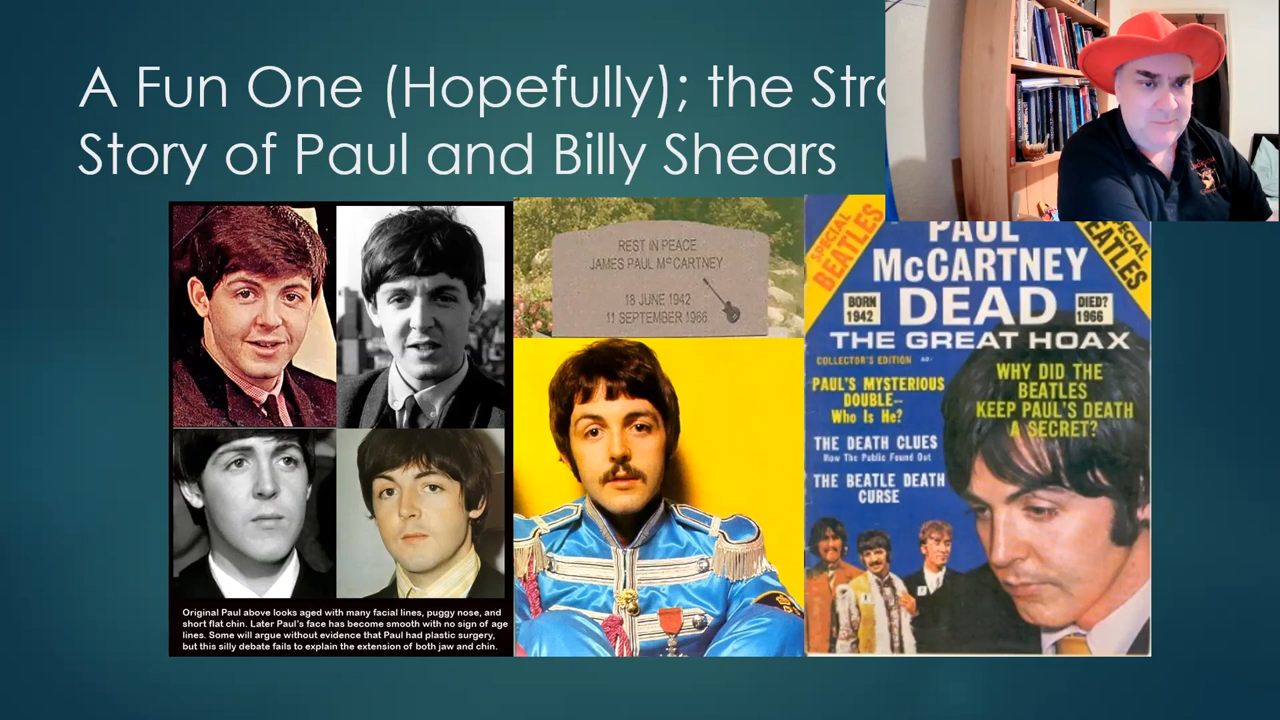 A Fun One (Hopefully); the Str
Story of Paul and Billy Shears
Original Paul above looks aged with many facial lines, puggy nose, and
short flat chin. Later Paul's face has become smooth with no sign of age
lines. Some will argue without evidence that Paul had plastic surgery,
but this silly debate fails to explain the extension of both jaw and chin.
REST IN PEACE
JAMES PAUL McCARTNEY
18 JUNE 1942
11 SEPTEMBER 1966
SPECIAL
BEATLES
PAUL
McCARTNEY
DEAD
BORN
1942
DIED?
1966
THE GREAT HOAX
COLLECTOR'S EDITION
PAUL'S MYSTERIOUS
DOUBLE--
Who Is He?
THE DEATH CLUES
How The Public Found Out
THE BEATLE DEATH
CURSE
WHY DID THE
BEATLES
KEEP PAUL'S DEATH
A SECRET?